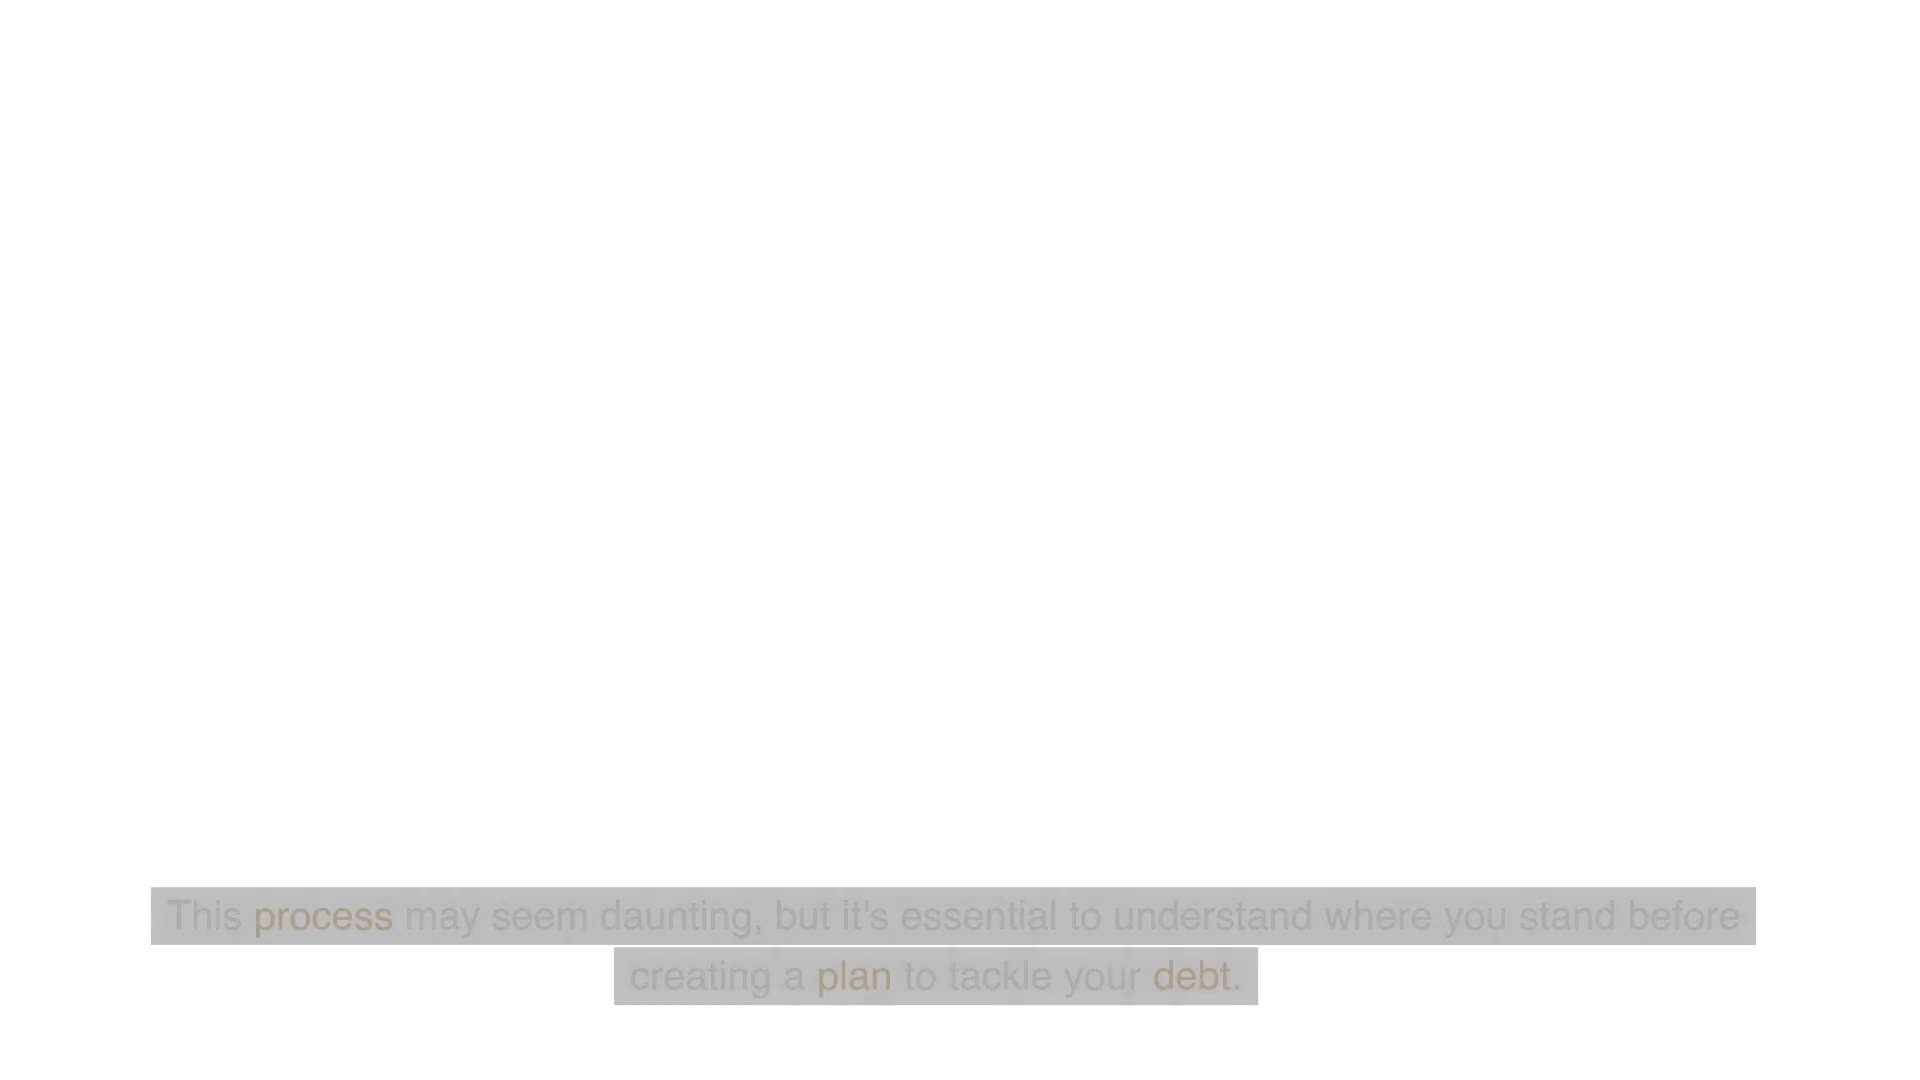 This process may seem daunting, but it's essential to understand where you stand before
creating a plan to tackle your debt.